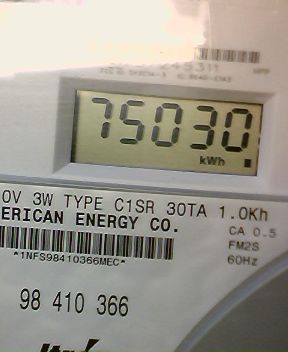 75030
kWh
0V 3W TYPE C1SR 30TA 1.0Kh
ERICAN ENERGY CO.
CA 0.5
FM2S
60Hz
*1NFS98410366MEC*
98 410 366